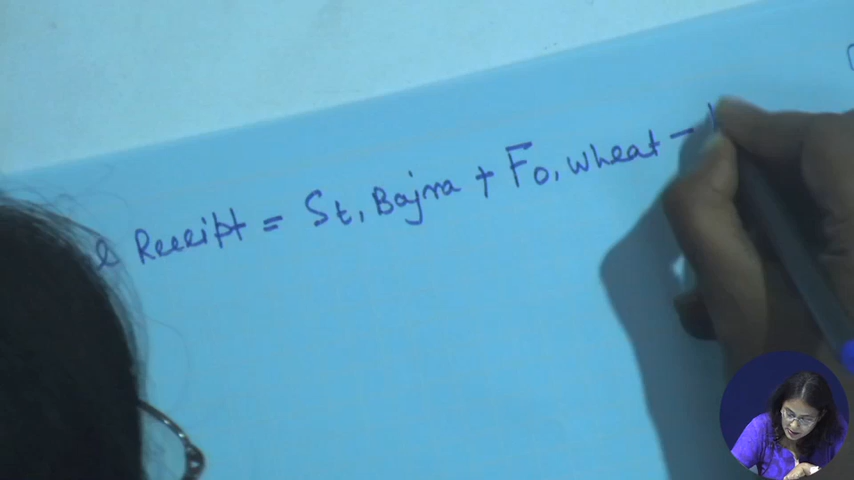 Receipt = St, Bajra + Fo, wheat -